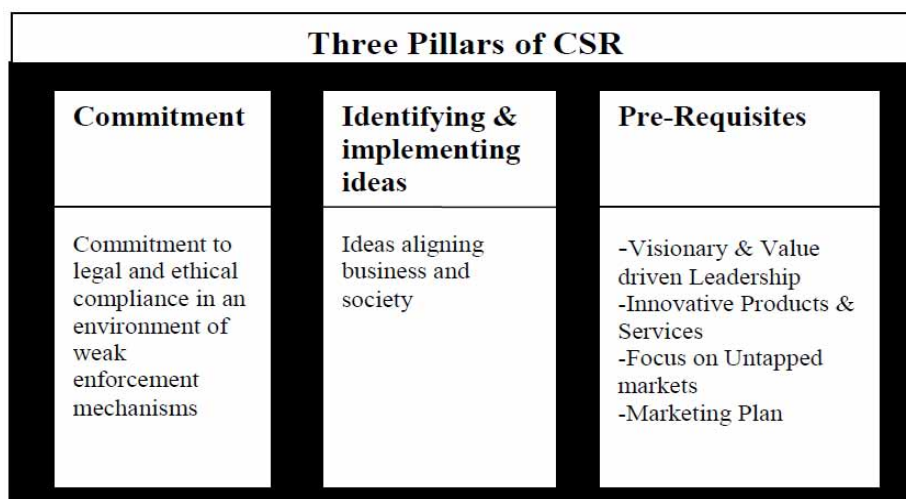 Three Pillars of CSR
Commitment
Commitment to
legal and ethical
compliance in an
environment of
weak
enforcement
mechanisms
Identifying &
implementing
ideas
Ideas aligning
business and
society
Pre-Requisites
-Visionary & Value
driven Leadership
-Innovative Products &
Services
-Focus on Untapped
markets
-Marketing Plan